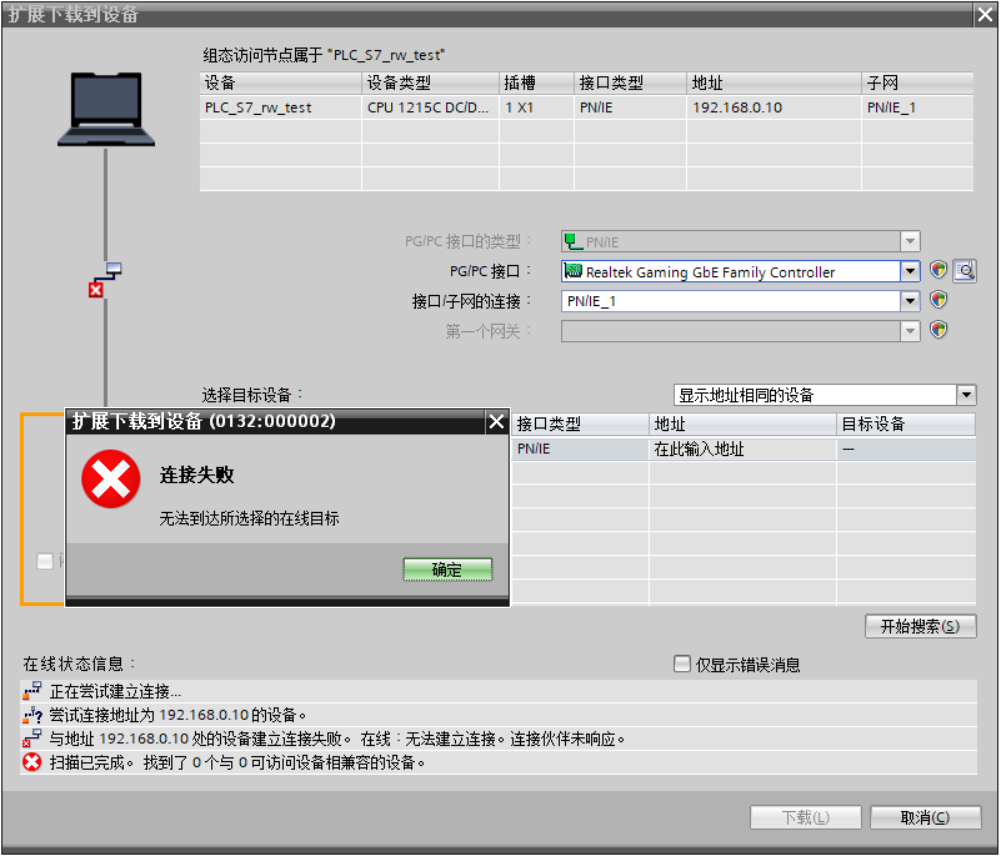 扩展下载到设备
组态访问节点属于 "PLC_S7_rw_test"
设备 设备类型 插槽 接口类型 地址 子网
PLC_S7_rw_test CPU 1215C DC/D... 1 X1 PN/IE 192.168.0.10 PN/IE_1
PG/PC 接口的类型： PN/IE
PG/PC 接口： Realtek Gaming GbE Family Controller
接口/子网的连接： PN/IE_1
第一个网关：
选择目标设备： 显示地址相同的设备
扩展下载到设备 (0132:000002)
接口类型 地址 目标设备
PN/IE 在此输入地址 —
连接失败
无法到达所选择的在线目标
确定
开始搜索(S)
在线状态信息： 仅显示错误消息
正在尝试建立连接...
尝试连接地址为 192.168.0.10 的设备。
与地址 192.168.0.10 处的设备建立连接失败。 在线：无法建立连接。连接伙伴未响应。
扫描已完成。 找到了 0 个与 0 可访问设备相兼容的设备。
下载(L) 取消(C)